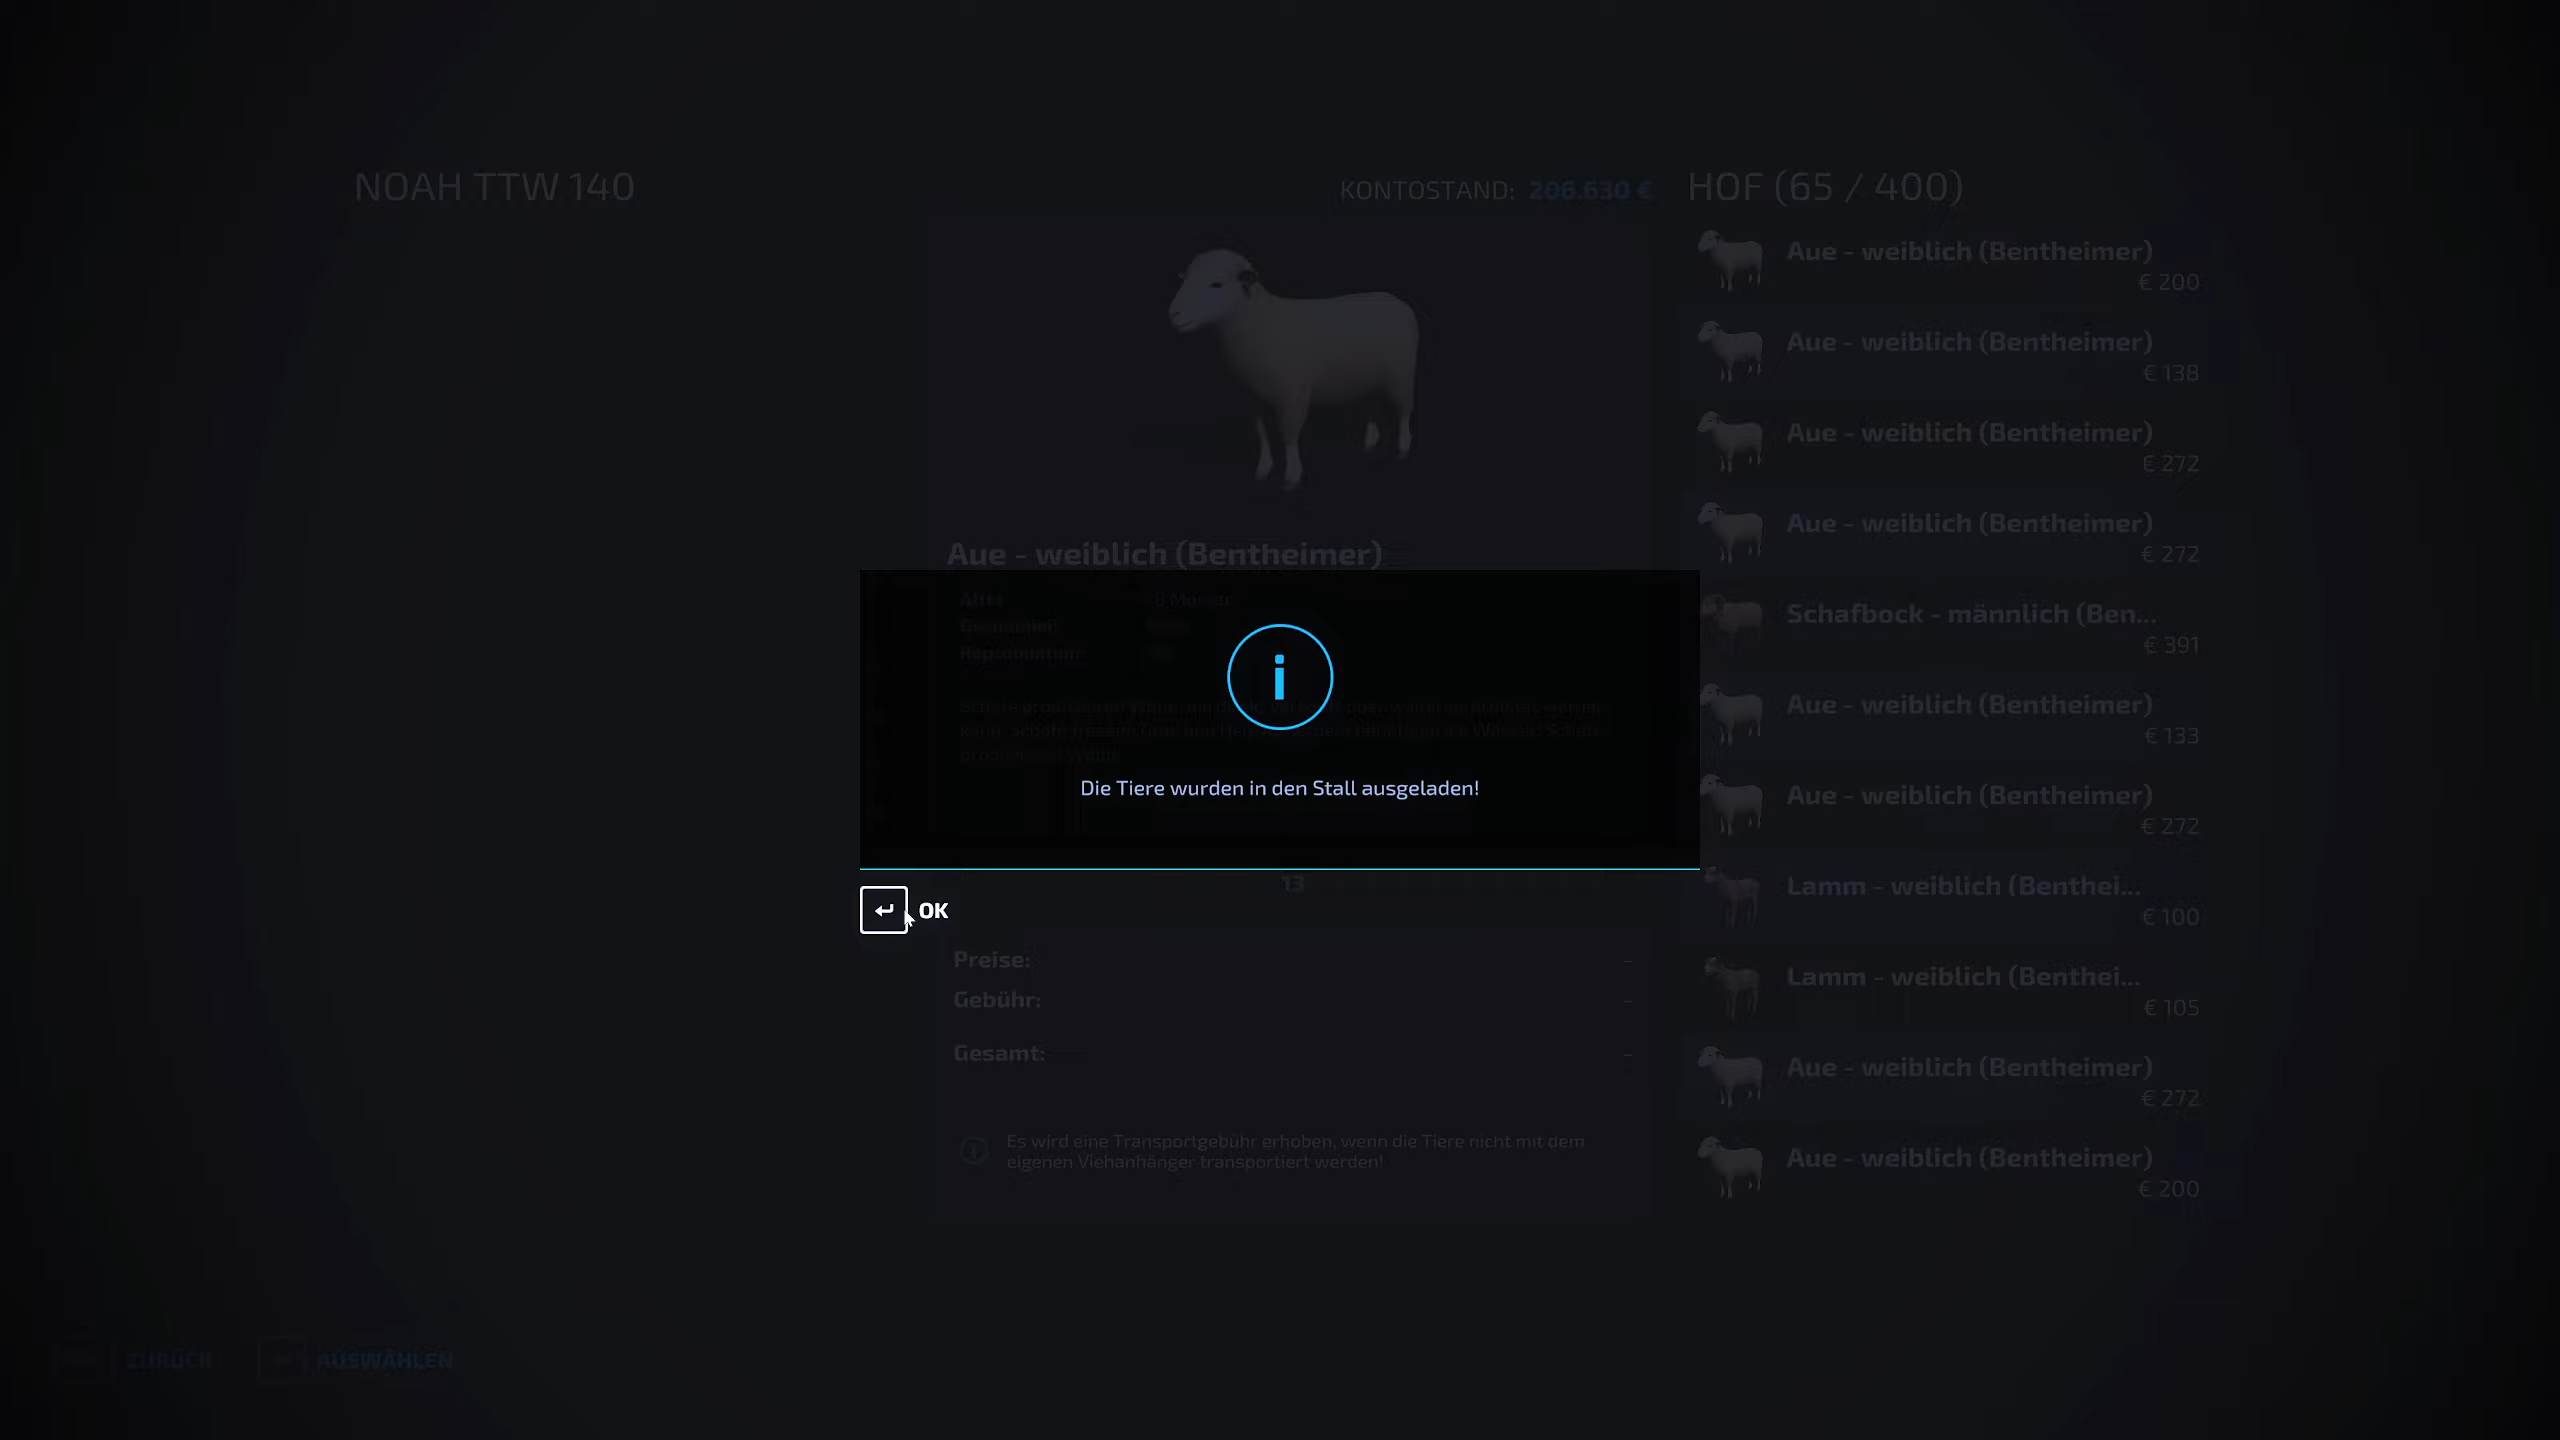 NOAH TTW 140
KONTOSTAND: 206.630 €
HOF (65 / 400)
Aue - weiblich (Bentheimer)
€ 200
Aue - weiblich (Bentheimer)
€ 138
Aue - weiblich (Bentheimer)
€ 272
Aue - weiblich (Bentheimer)
€ 272
Schafbock - männlich (Ben...
€ 391
Aue - weiblich (Bentheimer)
€ 133
Aue - weiblich (Bentheimer)
€ 272
Lamm - weiblich (Benthei...
€ 100
Lamm - weiblich (Benthei...
€ 105
Aue - weiblich (Bentheimer)
€ 272
Aue - weiblich (Bentheimer)
€ 200
Aue - weiblich (Bentheimer)
Alter
8 Monate
Reproduktion:
i
Die Tiere wurden in den Stall ausgeladen!
13
OK
Preise: -
Gebühr: -
Gesamt: -
Es wird eine Transportgebühr erhoben, wenn die Tiere nicht mit dem
eigenen Viehanhänger transportiert werden!
ZURÜCK
AUSWÄHLEN